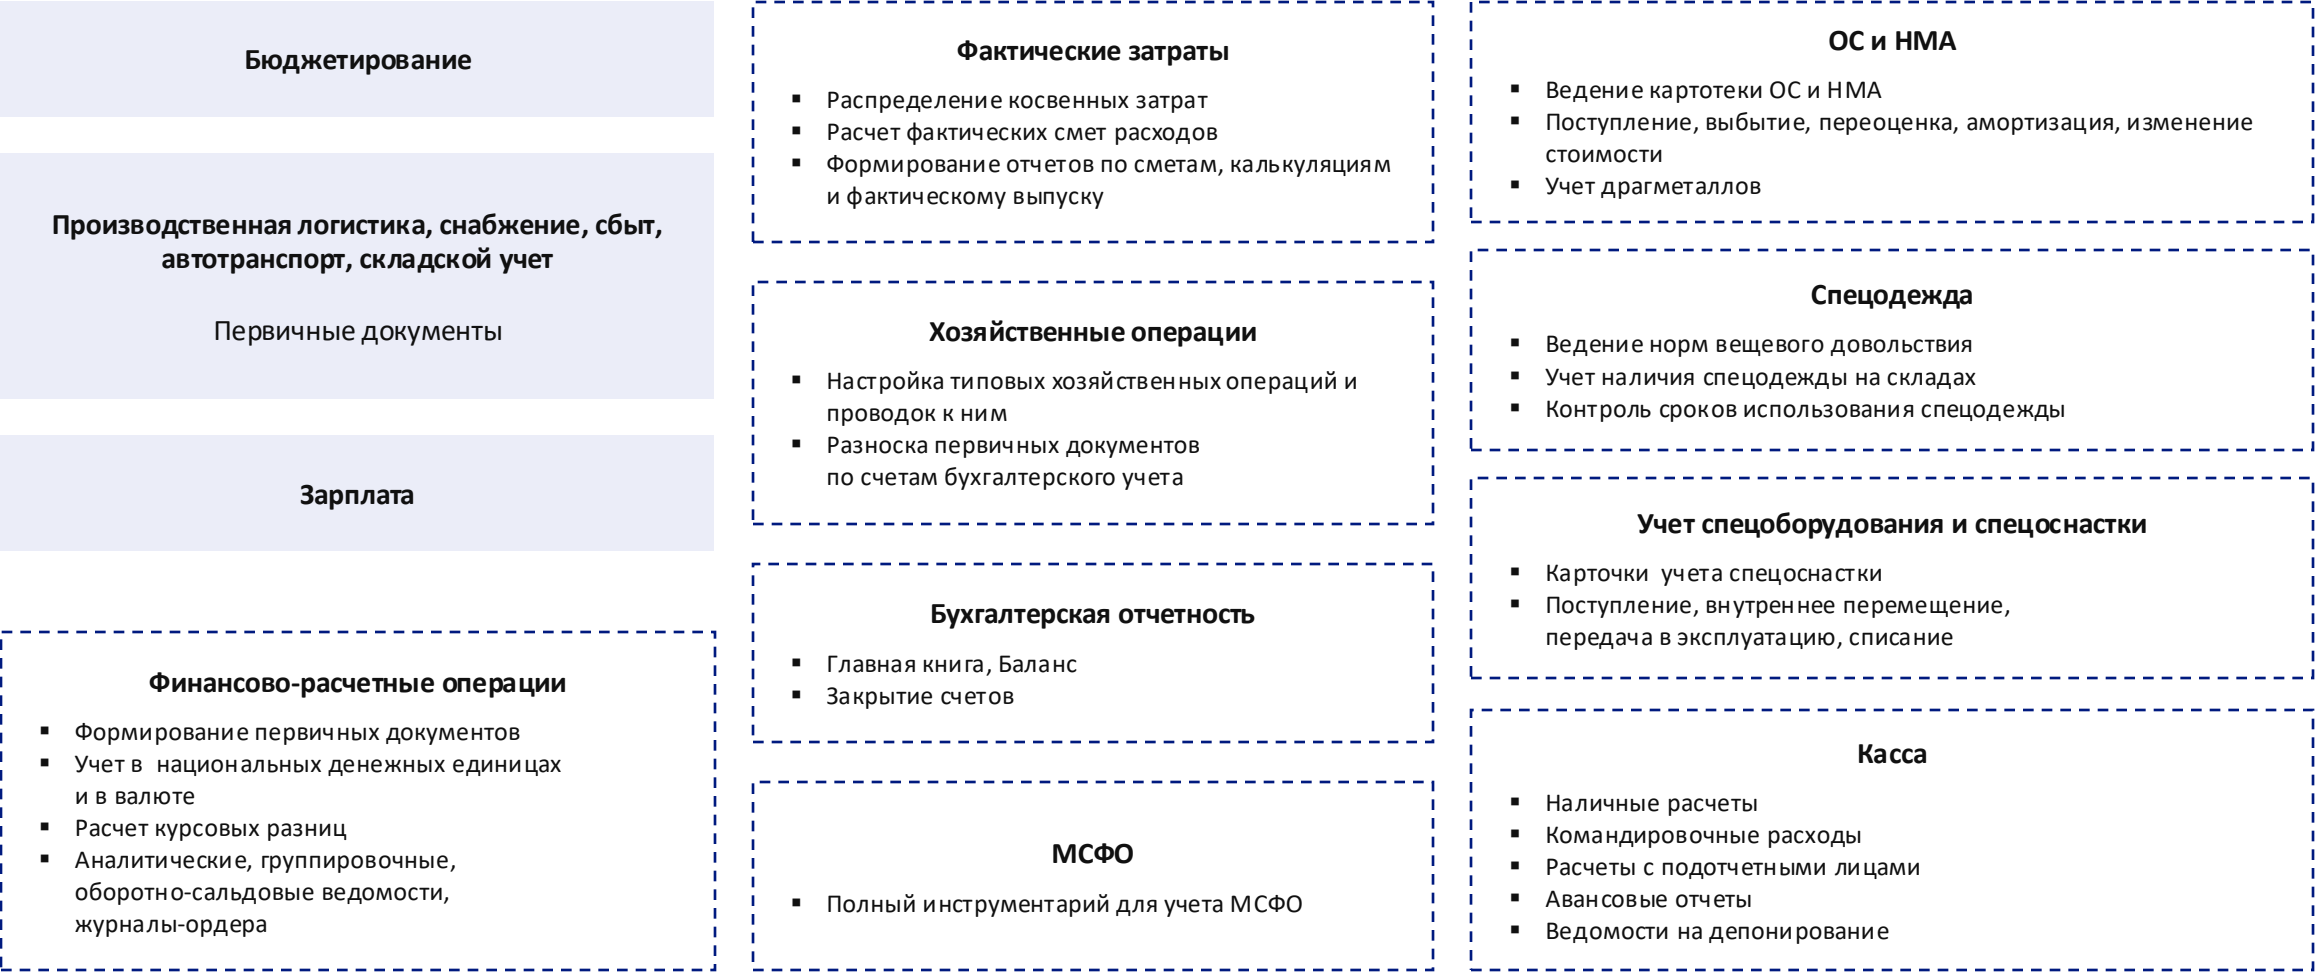 Бюджетирование
Производственная логистика, снабжение, сбыт,
автотранспорт, складской учет
Первичные документы
Зарплата
Финансово-расчетные операции
▪ Формирование первичных документов
▪ Учет в национальных денежных единицах
и в валюте
▪ Расчет курсовых разниц
▪ Аналитические, группировочные,
оборотно-сальдовые ведомости,
журналы-ордера
Фактические затраты
▪ Распределение косвенных затрат
▪ Расчет фактических смет расходов
▪ Формирование отчетов по сметам, калькуляциям
и фактическому выпуску
Хозяйственные операции
▪ Настройка типовых хозяйственных операций и
проводок к ним
▪ Разноска первичных документов
по счетам бухгалтерского учета
Бухгалтерская отчетность
▪ Главная книга, Баланс
▪ Закрытие счетов
МСФО
▪ Полный инструментарий для учета МСФО
ОС и НМА
▪ Ведение картотеки ОС и НМА
▪ Поступление, выбытие, переоценка, амортизация, изменение
стоимости
▪ Учет драгметаллов
Спецодежда
▪ Ведение норм вещевого довольствия
▪ Учет наличия спецодежды на складах
▪ Контроль сроков использования спецодежды
Учет спецоборудования и спецоснастки
▪ Карточки учета спецоснастки
▪ Поступление, внутреннее перемещение,
передача в эксплуатацию, списание
Касса
▪ Наличные расчеты
▪ Командировочные расходы
▪ Расчеты с подотчетными лицами
▪ Авансовые отчеты
▪ Ведомости на депонирование